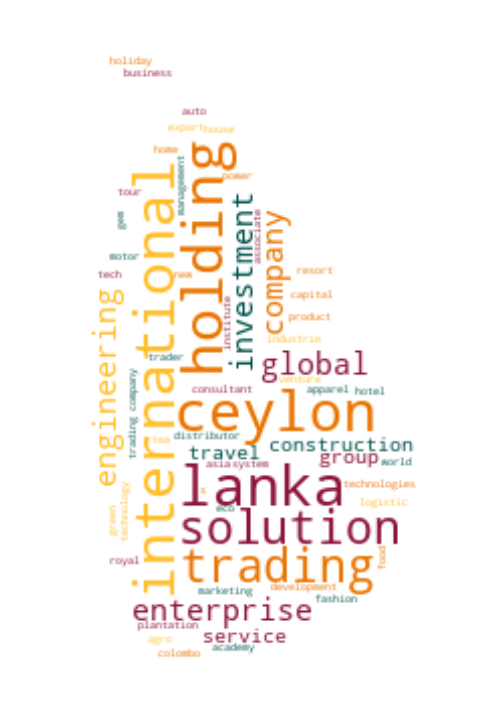 holiday
business
auto
export
house
home
management
holding
power
international
tour
gem
investment
associate
company
motor
tech
new
resort
engineering
capital
institute
product
industrie
trader
global
trading company
venture
consultant
apparel
hotel
ceylon
tea
distributor
construction
travel
group
asia
system
world
lanka
technologies
green
technology
s
logistic
eco
solution
trading
food
royal
development
marketing
fashion
enterprise
plantation
service
agro
academy
colombo